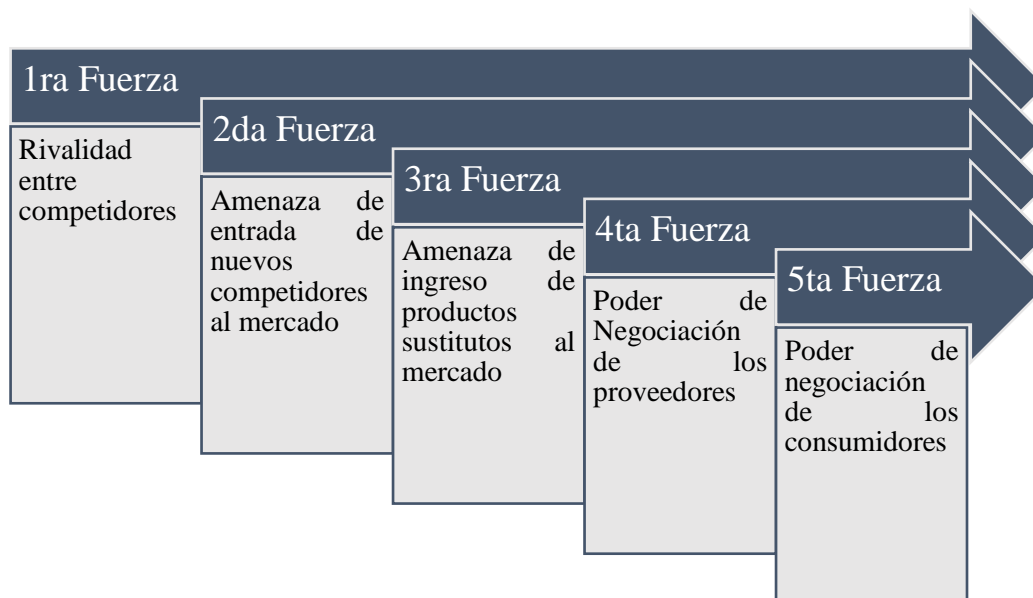 1ra Fuerza
Rivalidad
entre
competidores
2da Fuerza
Amenaza de
entrada de
nuevos
competidores
al mercado
3ra Fuerza
Amenaza de
ingreso de
productos
sustitutos al
mercado
4ta Fuerza
Poder de
Negociación
de los
proveedores
5ta Fuerza
Poder de
negociación
de los
consumidores